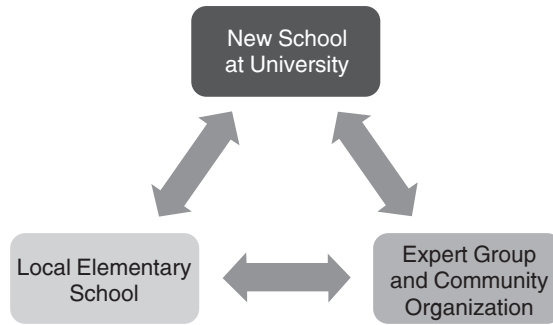 New School
at University
Local Elementary
School
Expert Group
and Community
Organization